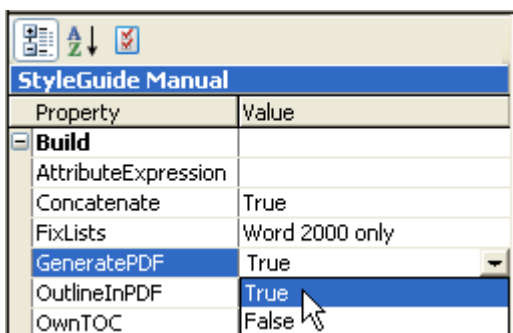 A
Z
StyleGuide Manual
Property Value
Build
AttributeExpression
Concatenate True
FixLists Word 2000 only
GeneratePDF True
OutlineInPDF True
OwnTOC False